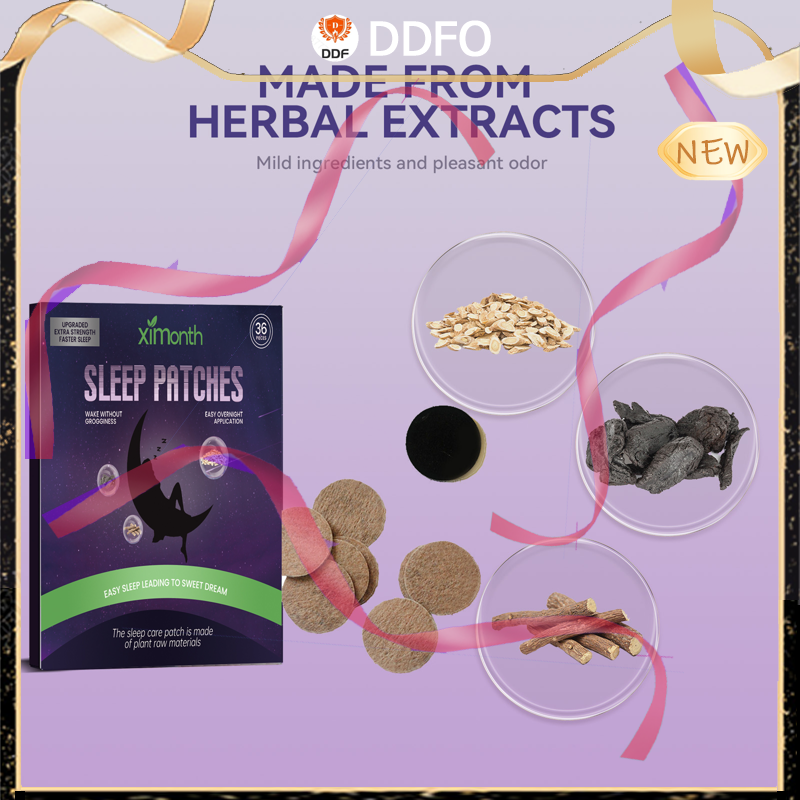 DDF
DDFO
MADE FROM
HERBAL EXTRACTS
Mild ingredients and pleasant odor
NEW
UPGRADED
EXTRA STRENGTH
FASTER SLEEP
ximonth
36
PIECES
SLEEP PATCHES
WAKE WITHOUT
GROGGINESS
EASY OVERNIGHT
APPLICATION
Z
Z
Z
EASY SLEEP LEADING TO SWEET DREAM
The sleep care patch is made
of plant raw materials